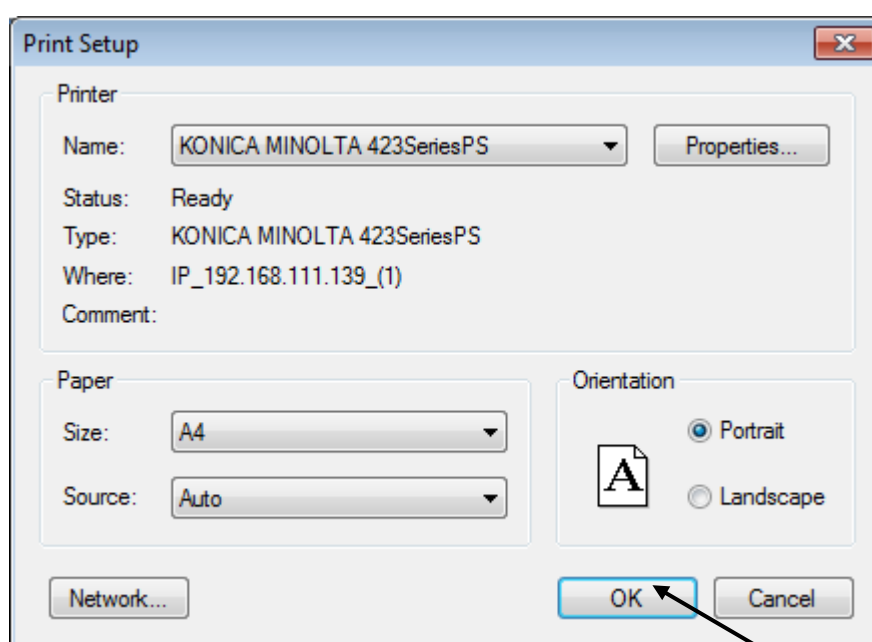 Print Setup
Printer
Name: KONICA MINOLTA 423SeriesPS Properties...
Status: Ready
Type: KONICA MINOLTA 423SeriesPS
Where: IP_192.168.111.139_(1)
Comment:
Paper Orientation
Size: A4 Portrait
A
Source: Auto Landscape
Network... OK Cancel